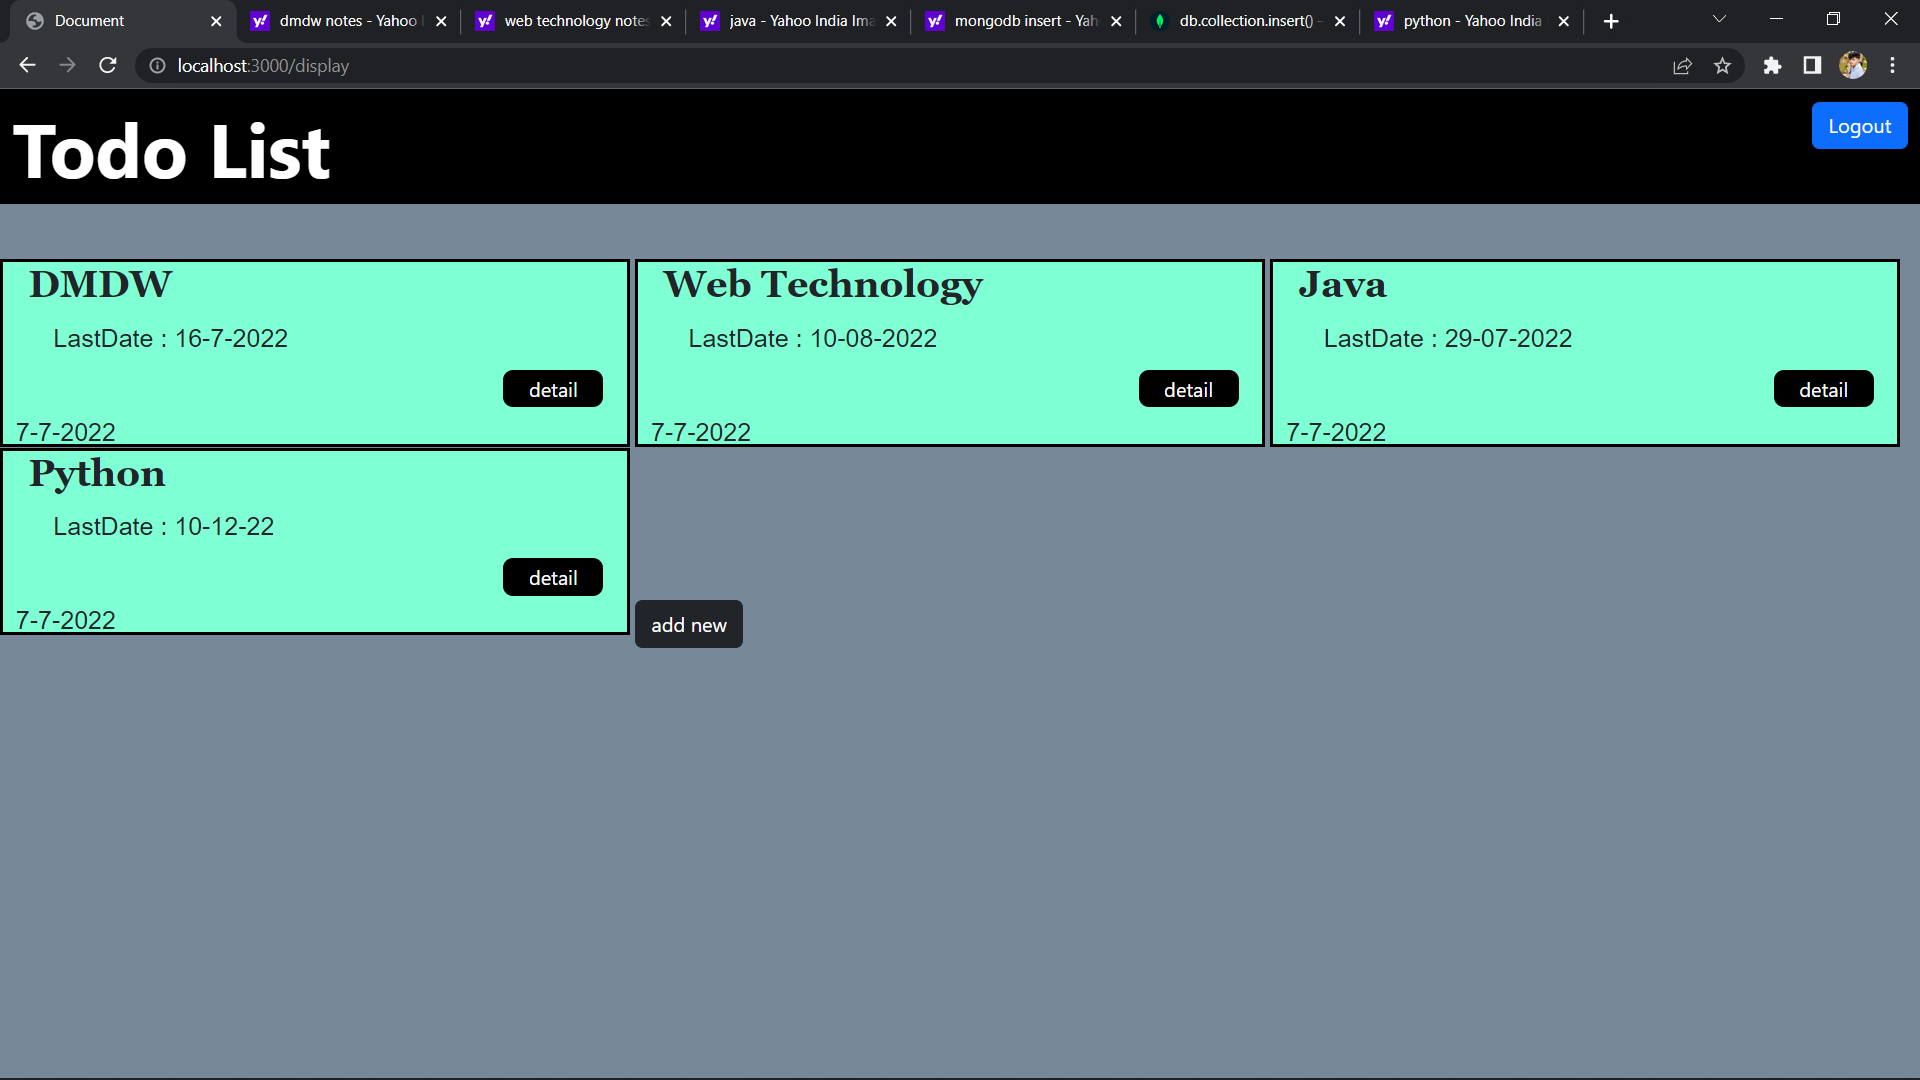 Document
dmdw notes - Yahoo
web technology notes
java - Yahoo India Ima
mongodb insert - Yah
db.collection.insert() -
python - Yahoo India
localhost:3000/display
Todo List
Logout
DMDW
LastDate : 16-7-2022
detail
7-7-2022
Web Technology
LastDate : 10-08-2022
detail
7-7-2022
Java
LastDate : 29-07-2022
detail
7-7-2022
Python
LastDate : 10-12-22
detail
7-7-2022
add new